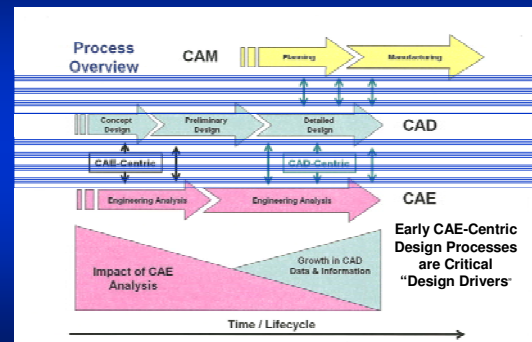 Process
Overview
CAM
Planning
Manufacturing
Concept
Design
Preliminary
Design
Detailed
Design
CAD
CAE-Centric
CAD-Centric
Engineering Analysis
Engineering Analysis
CAE
Early CAE-Centric
Design Processes
are Critical
“Design Drivers”
Impact of CAE
Analysis
Growth in CAD
Data & Information
Time / Lifecycle